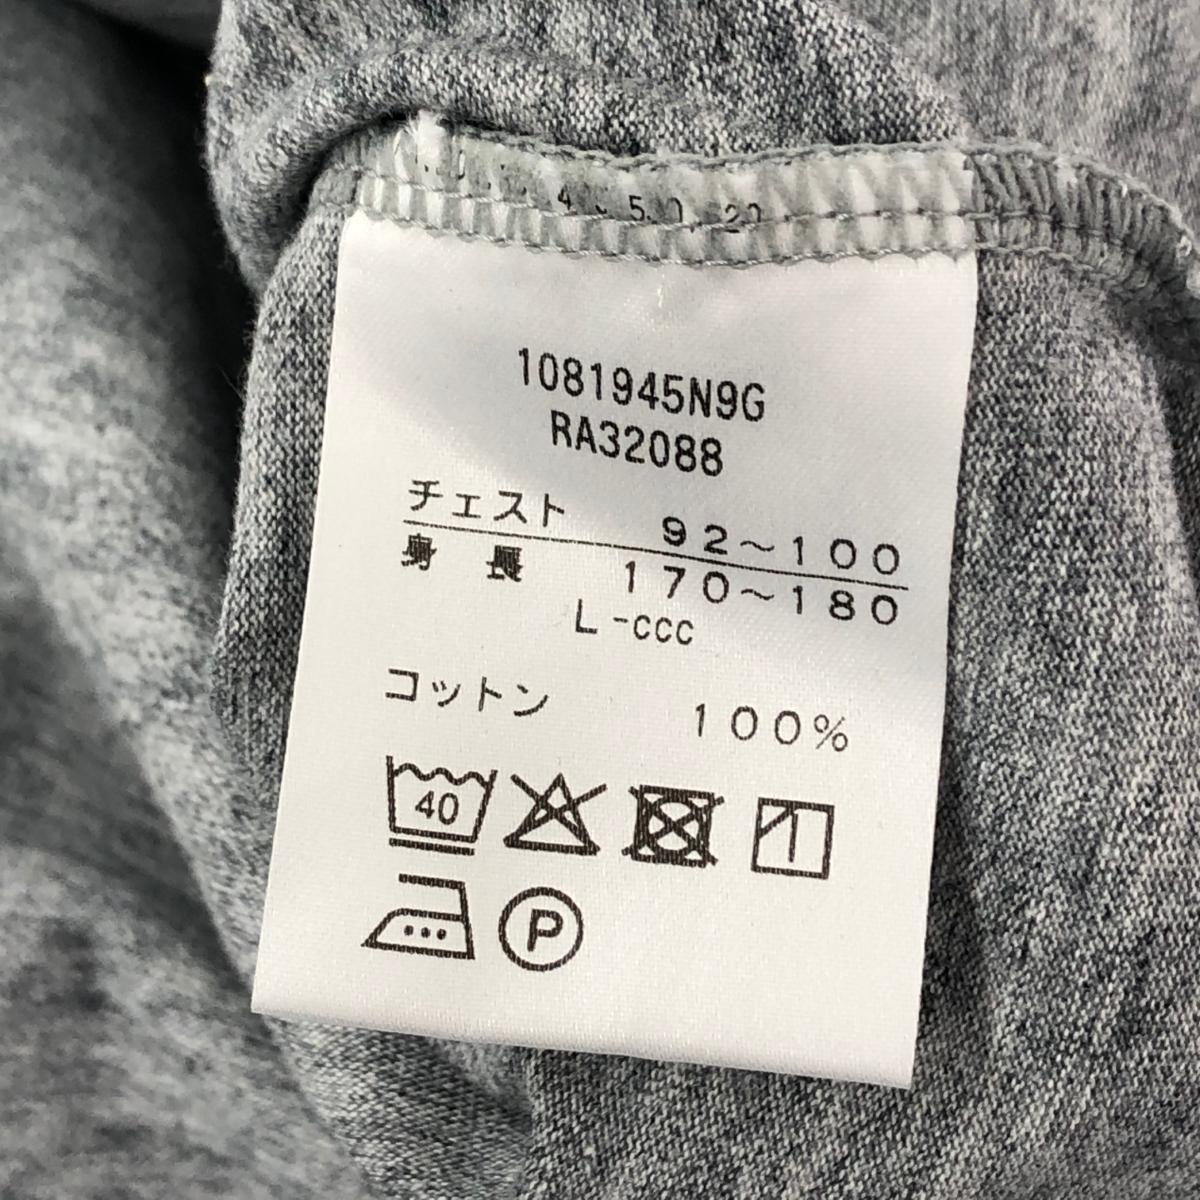 1081945N9G
RA32088
チェスト 92～100
身長 170～180
L-CCC
コットン 100%
40
P